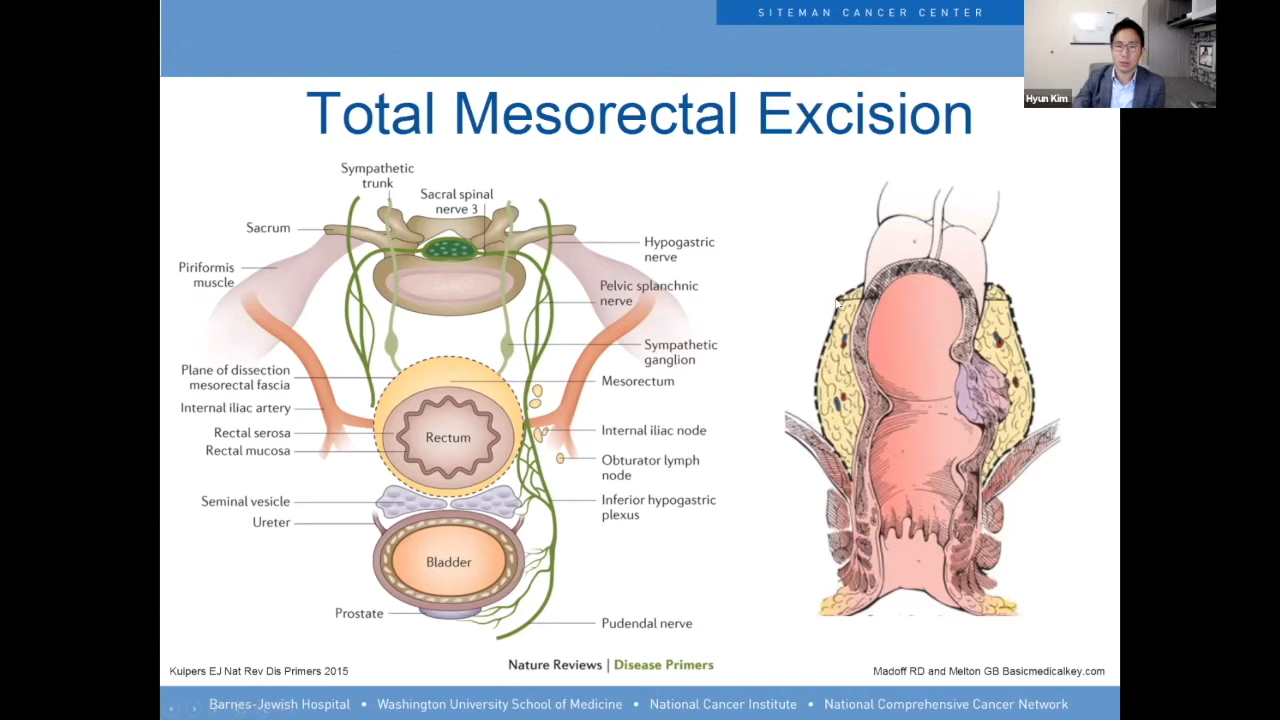 SITEMAN CANCER CENTER
Hyun Kim
Total Mesorectal Excision
Sympathetic
trunk
Sacral spinal
nerve 3
Sacrum
Hypogastric
nerve
Piriformis
muscle
Pelvic splanchnic
nerve
Sympathetic
ganglion
Plane of dissection
mesorectal fascia
Mesorectum
Internal iliac artery
Rectal serosa
Rectum
Internal iliac node
Rectal mucosa
Obturator lymph
node
Seminal vesicle
Inferior hypogastric
plexus
Ureter
Bladder
Prostate
Pudendal nerve
Nature Reviews | Disease Primers
Kuipers EJ Nat Rev Dis Primers 2015
Madoff RD and Melton GB Basicmedicalkey.com
Barnes-Jewish Hospital • Washington University School of Medicine • National Cancer Institute • National Comprehensive Cancer Network